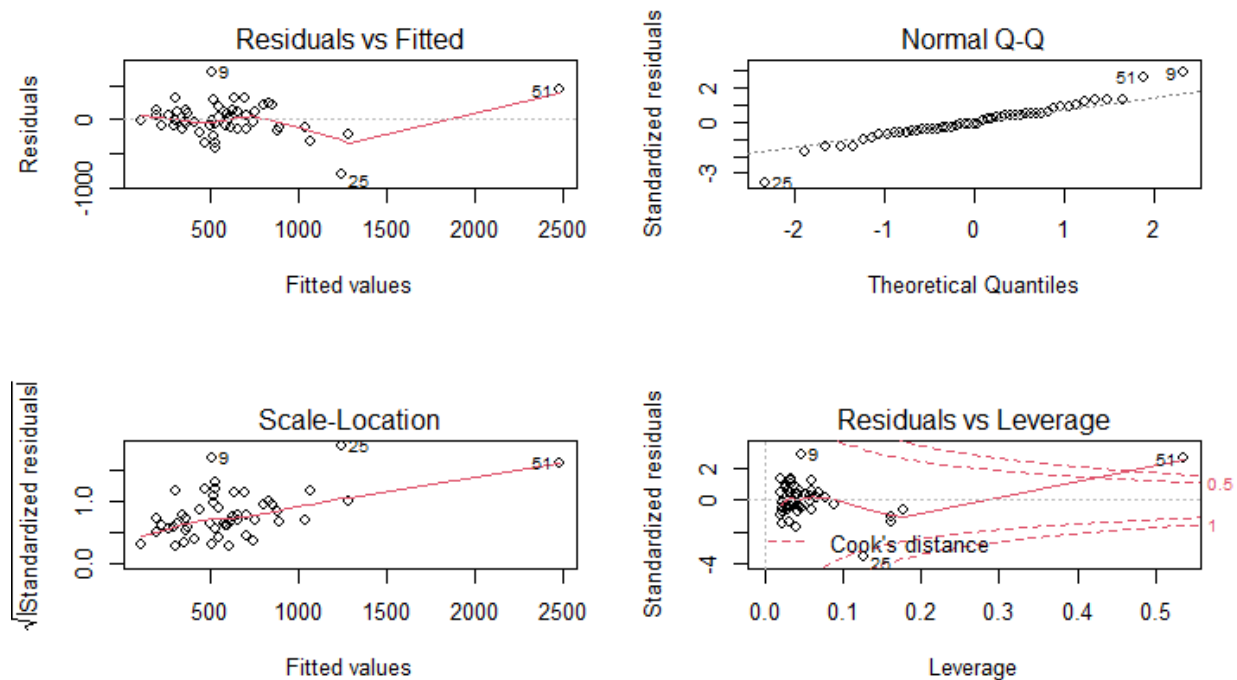 Residuals vs Fitted
Residuals
0
-1000
9
51
25
500 1000 1500 2000 2500
Fitted values
Normal Q-Q
Standardized residuals
2
0
-3
51 9
25
-2 -1 0 1 2
Theoretical Quantiles
Scale-Location
√|Standardized residuals|
1.0
0.0
9
25
51
500 1000 1500 2000 2500
Fitted values
Residuals vs Leverage
Standardized residuals
2
0
-4
9
51
0.5
1
Cook's distance
25
0.0 0.1 0.2 0.3 0.4 0.5
Leverage